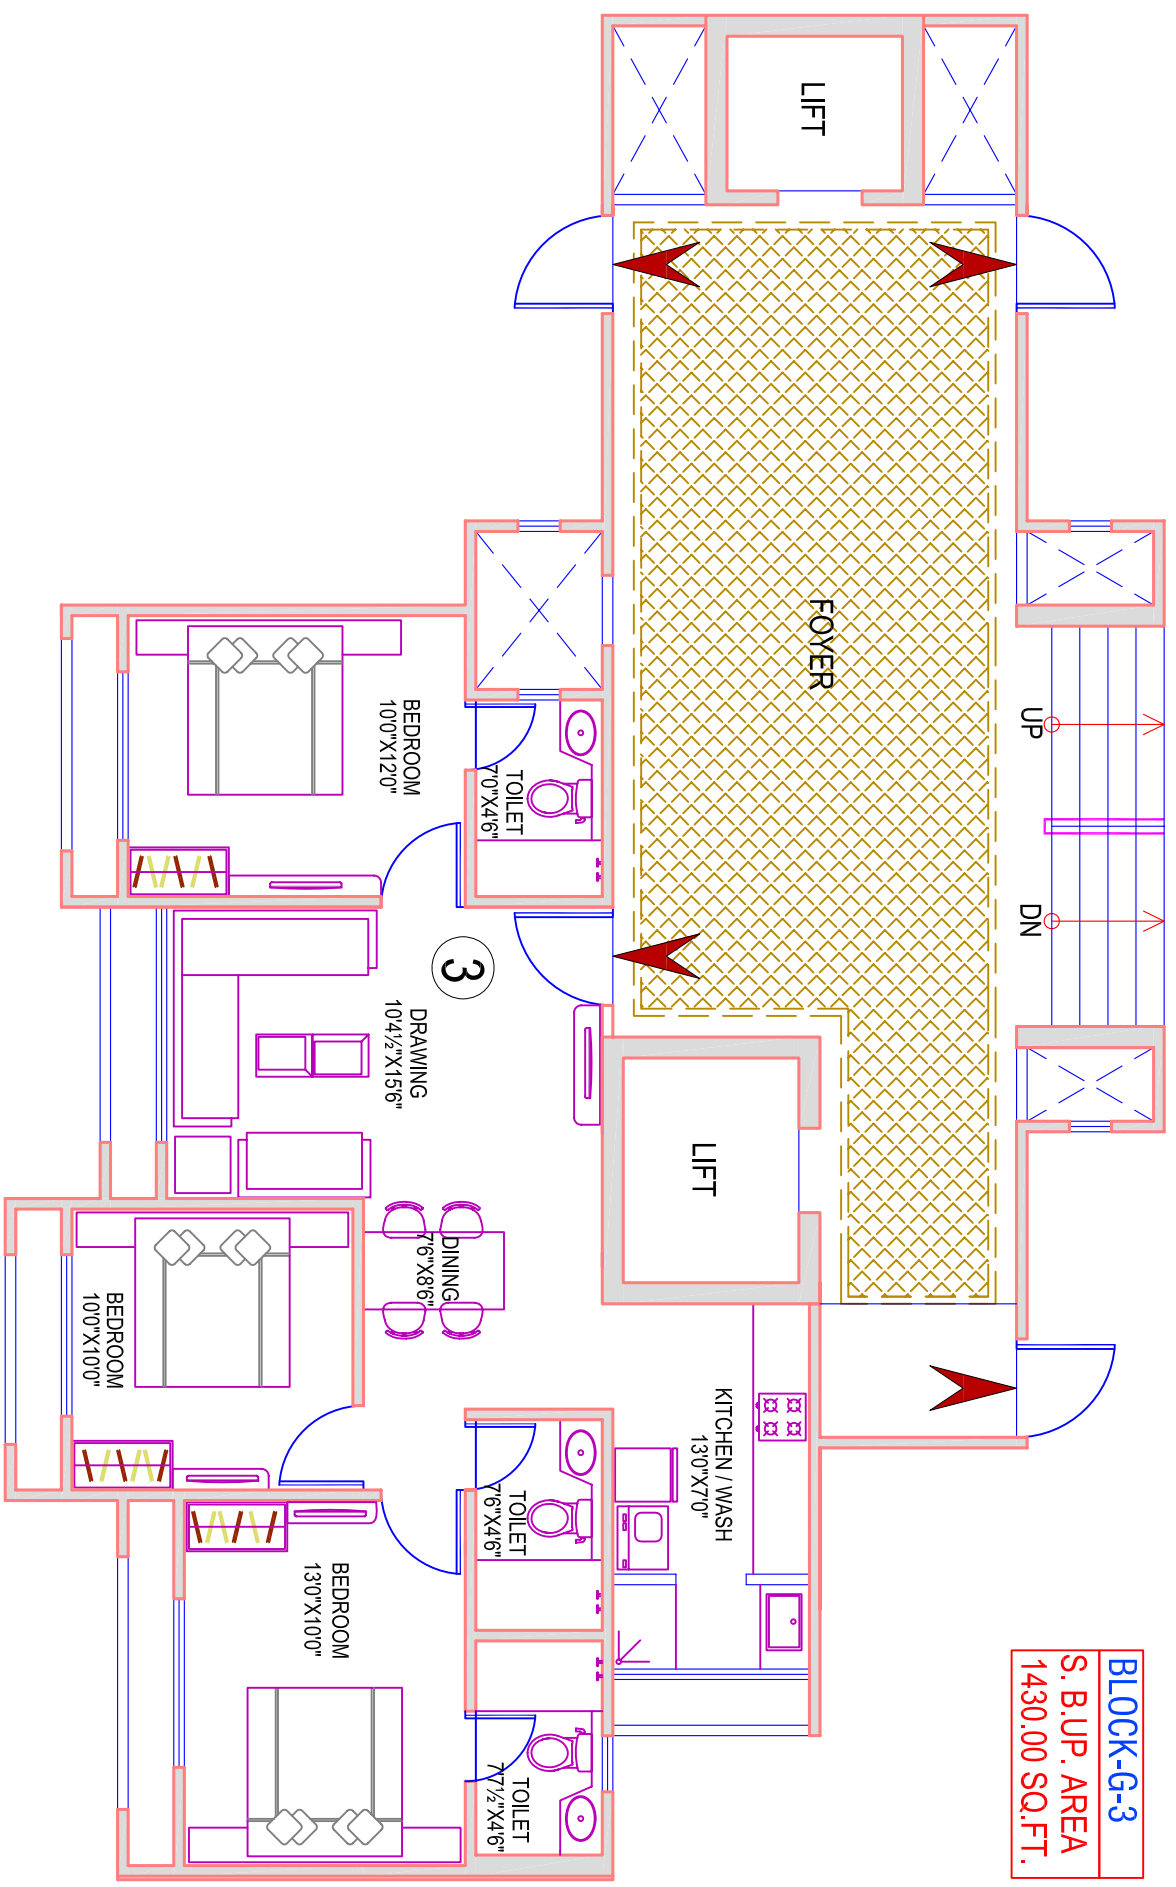 BLOCK-G-3
S. B.UP. AREA
1430.00 SQ.FT.
LIFT
FOYER
UP
DN
LIFT
BEDROOM
10'0"X12'0"
TOILET
7'0"X4'6"
3
DRAWING
10'4½"X15'6"
DINING
7'6"X8'6"
BEDROOM
10'0"X10'0"
KITCHEN / WASH
13'0"X7'0"
TOILET
7'6"X4'6"
BEDROOM
13'0"X10'0"
TOILET
7'7½"X4'6"